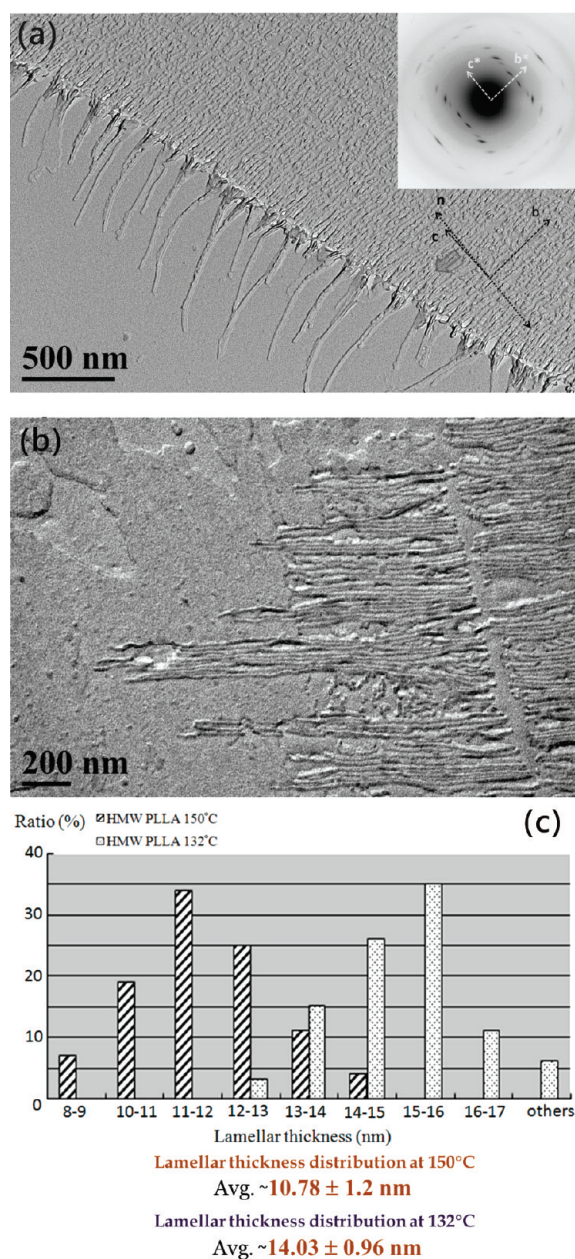 (a)
c*
b*
n
b
c
500 nm
(b)
200 nm
(c)
Ratio (%)
HMW PLLA 150°C
HMW PLLA 132°C
40
30
20
10
0
8-9 10-11 11-12 12-13 13-14 14-15 15-16 16-17 others
Lamellar thickness (nm)
Lamellar thickness distribution at 150°C
Avg. ~10.78 ± 1.2 nm
Lamellar thickness distribution at 132°C
Avg. ~14.03 ± 0.96 nm